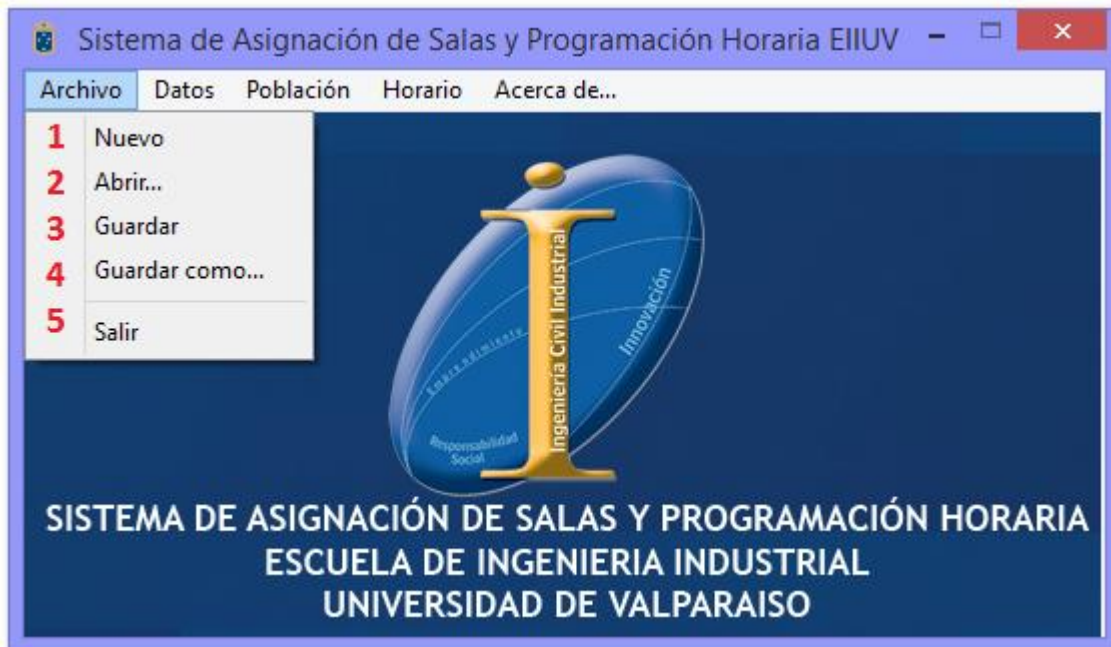 Sistema de Asignación de Salas y Programación Horaria EIIUV
Archivo Datos Población Horario Acerca de...
1 Nuevo
2 Abrir...
3 Guardar
4 Guardar como...
5 Salir
Ingeniería Civil Industrial
Innovación
Emprendimiento
Responsabilidad
Social
SISTEMA DE ASIGNACIÓN DE SALAS Y PROGRAMACIÓN HORARIA
ESCUELA DE INGENIERIA INDUSTRIAL
UNIVERSIDAD DE VALPARAISO